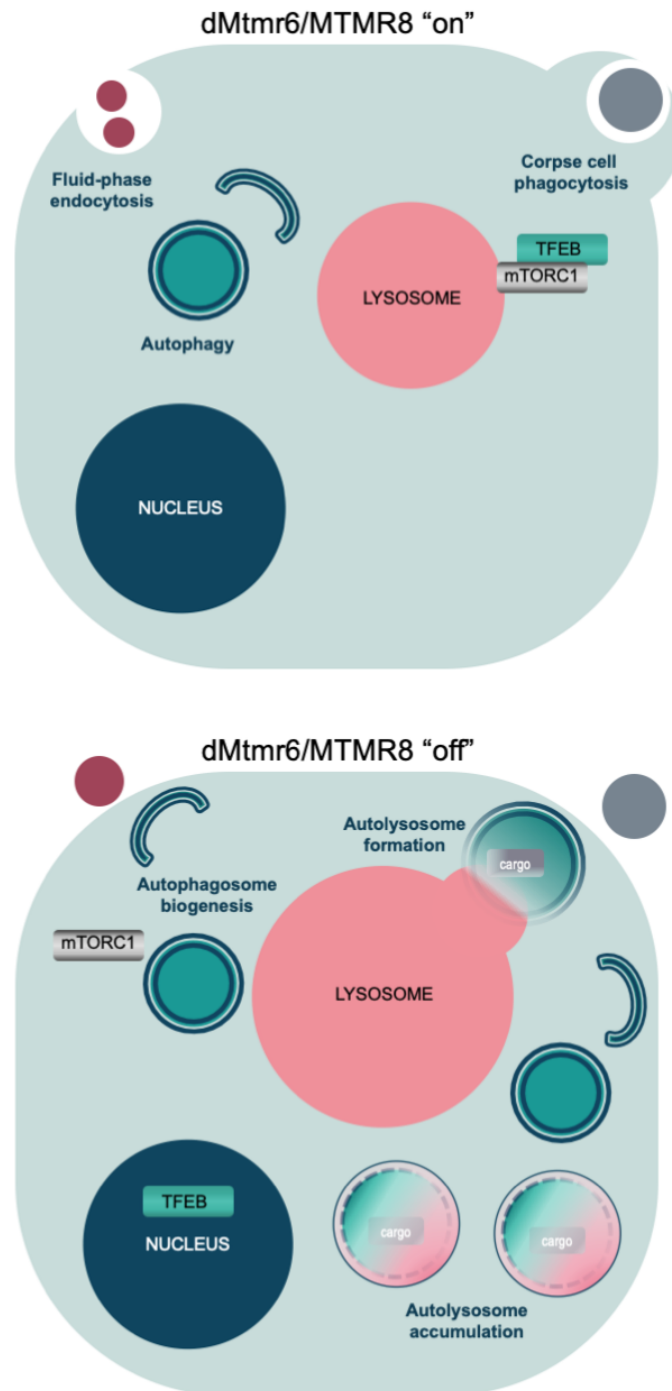 dMtmr6/MTMR8 “on”
Fluid-phase
endocytosis
Corpse cell
phagocytosis
TFEB
mTORC1
LYSOSOME
Autophagy
NUCLEUS
dMtmr6/MTMR8 “off”
Autolysosome
formation
cargo
Autophagosome
biogenesis
mTORC1
LYSOSOME
TFEB
NUCLEUS
cargo
cargo
Autolysosome
accumulation